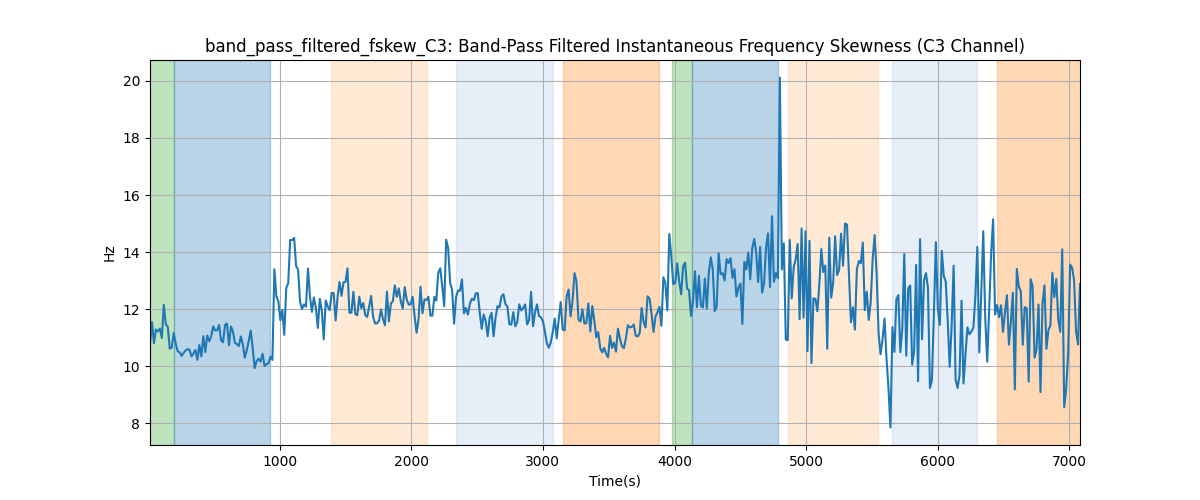 band_pass_filtered_fskew_C3: Band-Pass Filtered Instantaneous Frequency Skewness (C3 Channel)
20
18
16
14
12
10
8
Hz
1000 2000 3000 4000 5000 6000 7000
Time(s)